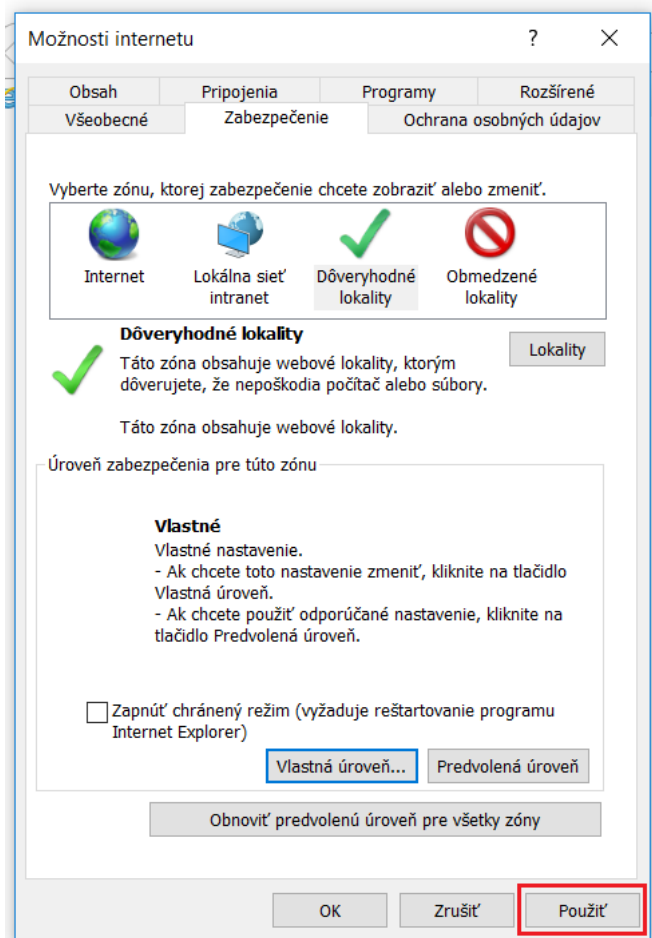 Možnosti internetu
?
Obsah Pripojenia Programy Rozšírené
Všeobecné Zabezpečenie Ochrana osobných údajov
Vyberte zónu, ktorej zabezpečenie chcete zobraziť alebo zmeniť.
Internet Lokálna sieť Dôveryhodné Obmedzené
intranet lokality lokality
Dôveryhodné lokality
Lokality
Táto zóna obsahuje webové lokality, ktorým
dôverujete, že nepoškodia počítač alebo súbory.
Táto zóna obsahuje webové lokality.
Úroveň zabezpečenia pre túto zónu
Vlastné
Vlastné nastavenie.
- Ak chcete toto nastavenie zmeniť, kliknite na tlačidlo
Vlastná úroveň.
- Ak chcete použiť odporúčané nastavenie, kliknite na
tlačidlo Predvolená úroveň.
Zapnúť chránený režim (vyžaduje reštartovanie programu
Internet Explorer)
Vlastná úroveň... Predvolená úroveň
Obnoviť predvolenú úroveň pre všetky zóny
OK Zrušiť Použiť